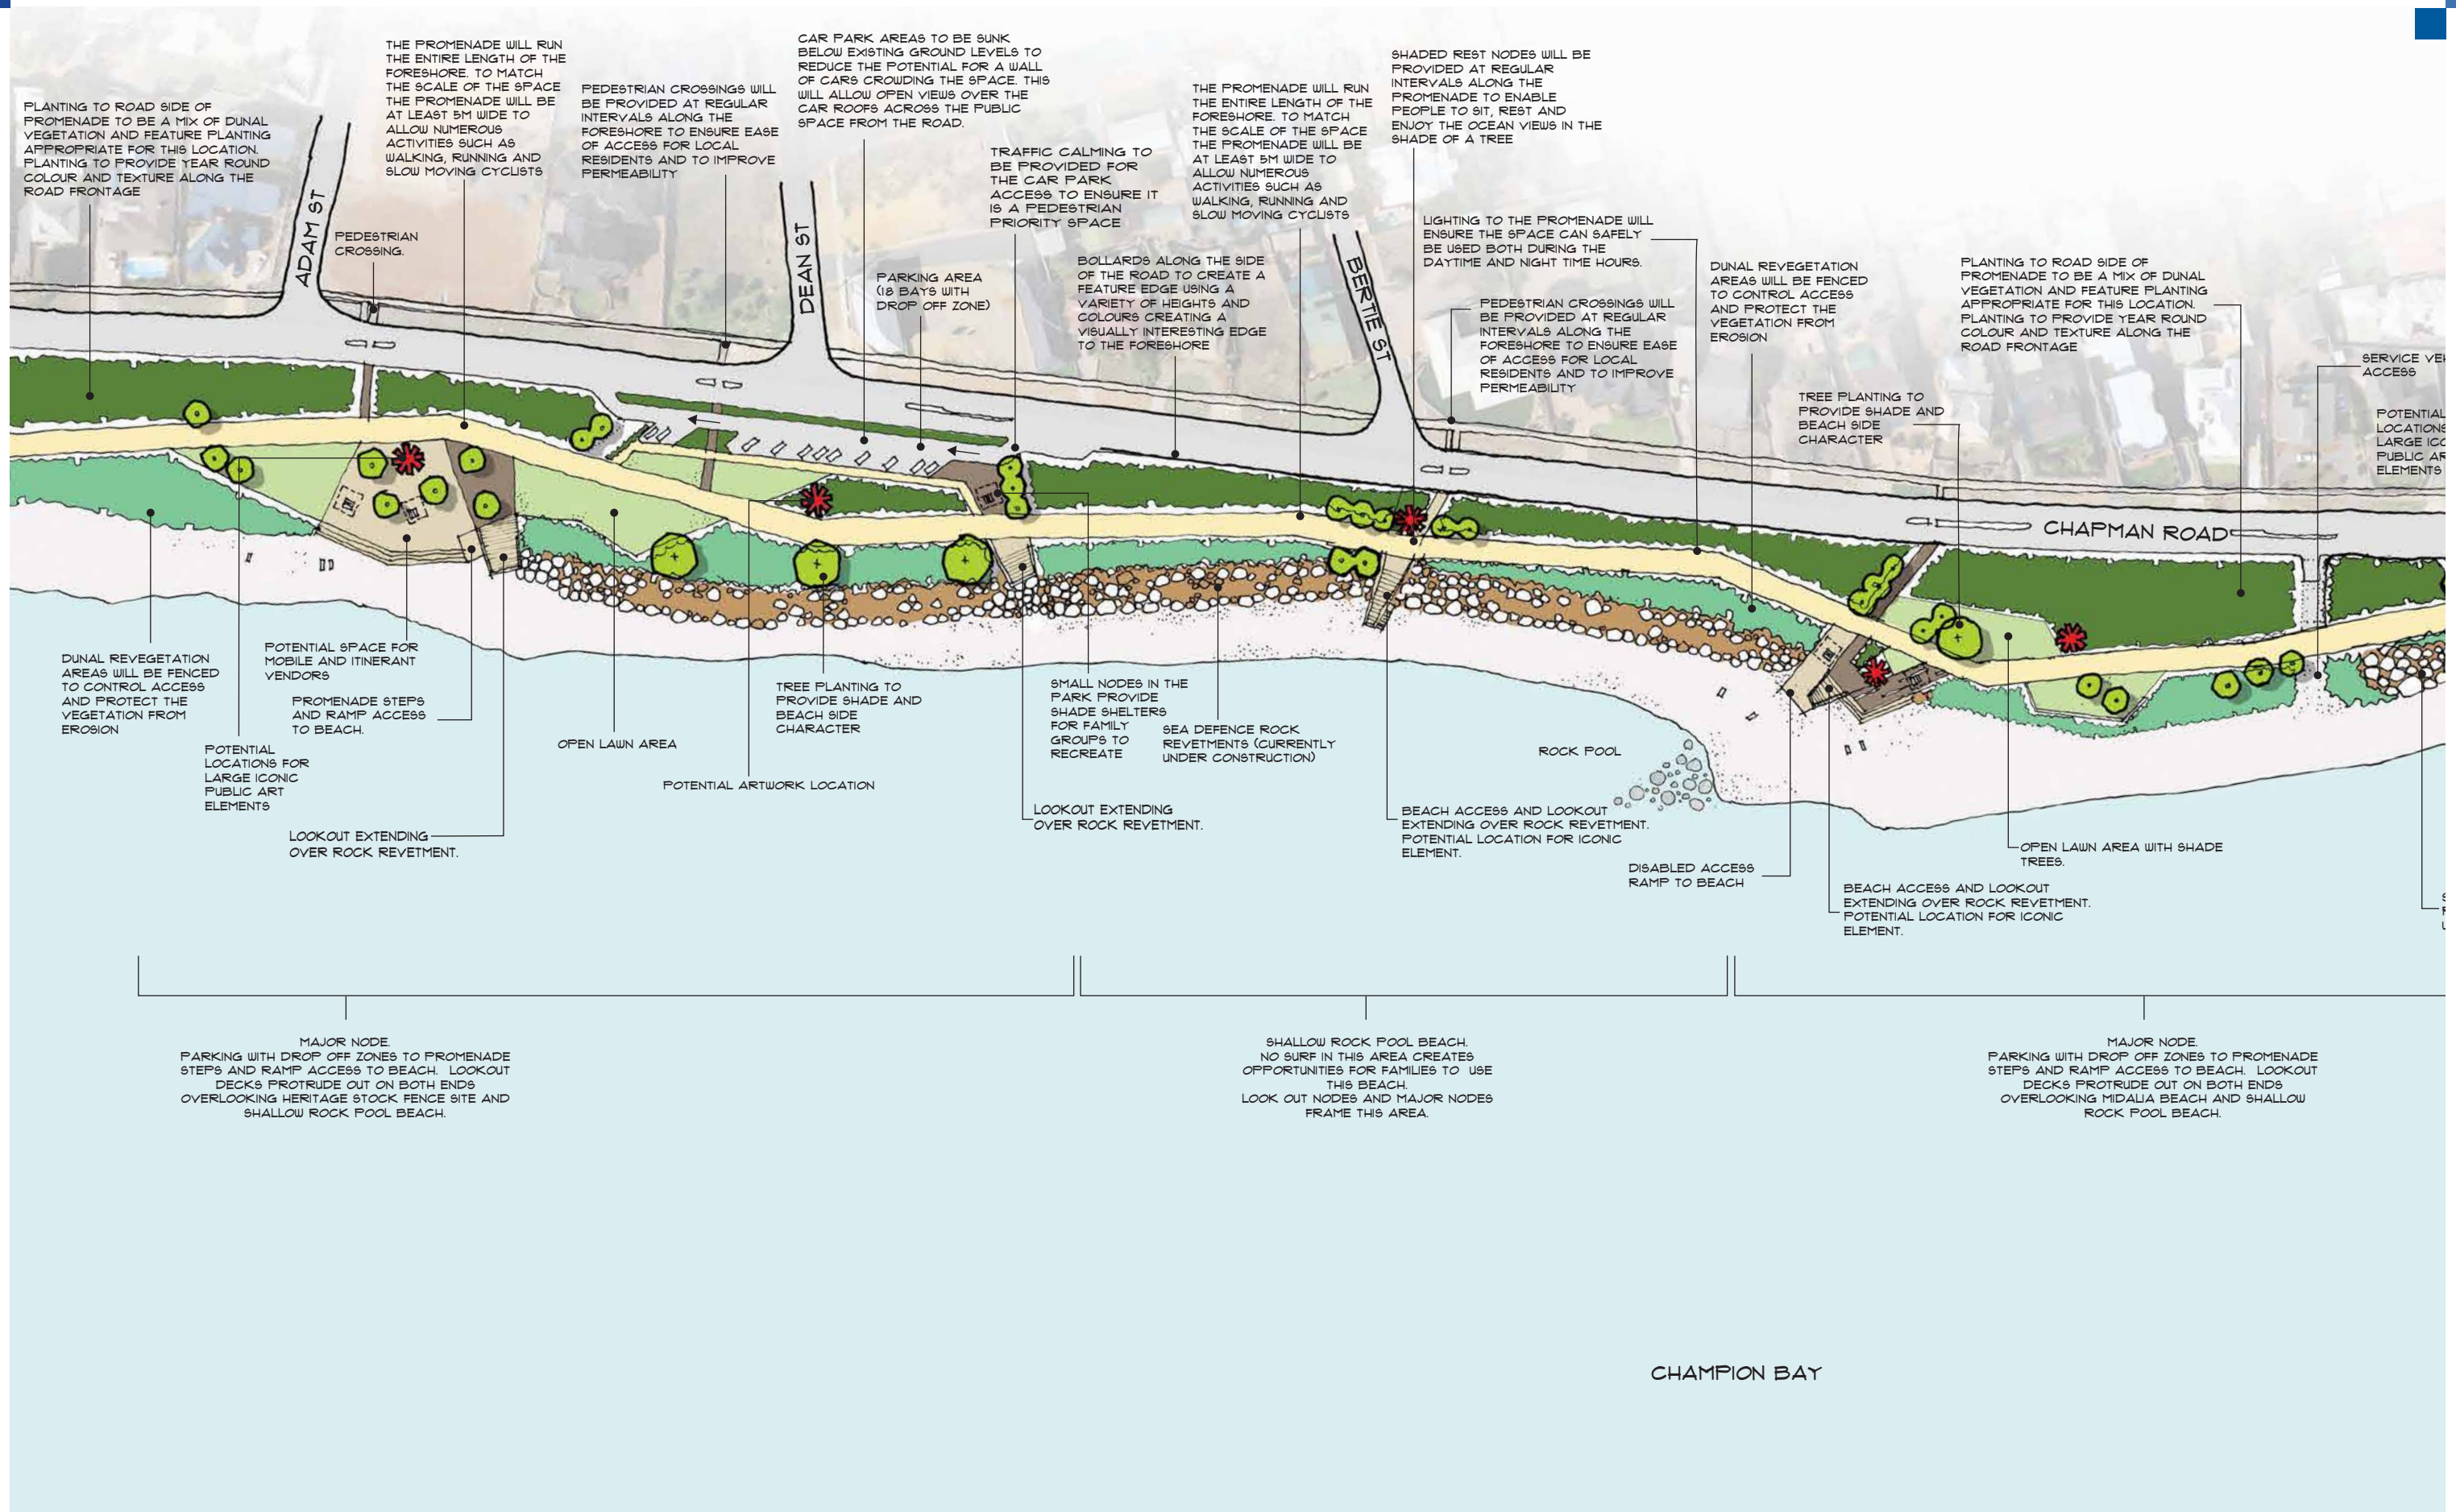 PLANTING TO ROAD SIDE OF
PROMENADE TO BE A MIX OF DUNAL
VEGETATION AND FEATURE PLANTING
APPROPRIATE FOR THIS LOCATION.
PLANTING TO PROVIDE YEAR ROUND
COLOUR AND TEXTURE ALONG THE
ROAD FRONTAGE
THE PROMENADE WILL RUN
THE ENTIRE LENGTH OF THE
FORESHORE. TO MATCH
THE SCALE OF THE SPACE
THE PROMENADE WILL BE
AT LEAST 5M WIDE TO
ALLOW NUMEROUS
ACTIVITIES SUCH AS
WALKING, RUNNING AND
SLOW MOVING CYCLISTS
PEDESTRIAN CROSSINGS WILL
BE PROVIDED AT REGULAR
INTERVALS ALONG THE
FORESHORE TO ENSURE EASE
OF ACCESS FOR LOCAL
RESIDENTS AND TO IMPROVE
PERMEABILITY
CAR PARK AREAS TO BE SUNK
BELOW EXISTING GROUND LEVELS TO
REDUCE THE POTENTIAL FOR A WALL
OF CARS CROWDING THE SPACE. THIS
WILL ALLOW OPEN VIEWS OVER THE
CAR ROOFS ACROSS THE PUBLIC
SPACE FROM THE ROAD.
TRAFFIC CALMING TO
BE PROVIDED FOR
THE CAR PARK
ACCESS TO ENSURE IT
IS A PEDESTRIAN
PRIORITY SPACE
THE PROMENADE WILL RUN
THE ENTIRE LENGTH OF THE
FORESHORE. TO MATCH
THE SCALE OF THE SPACE
THE PROMENADE WILL BE
AT LEAST 5M WIDE TO
ALLOW NUMEROUS
ACTIVITIES SUCH AS
WALKING, RUNNING AND
SLOW MOVING CYCLISTS
SHADED REST NODES WILL BE
PROVIDED AT REGULAR
INTERVALS ALONG THE
PROMENADE TO ENABLE
PEOPLE TO SIT, REST AND
ENJOY THE OCEAN VIEWS IN THE
SHADE OF A TREE
LIGHTING TO THE PROMENADE WILL
ENSURE THE SPACE CAN SAFELY
BE USED BOTH DURING THE
DAYTIME AND NIGHT TIME HOURS.
PEDESTRIAN CROSSINGS WILL
BE PROVIDED AT REGULAR
INTERVALS ALONG THE
FORESHORE TO ENSURE EASE
OF ACCESS FOR LOCAL
RESIDENTS AND TO IMPROVE
PERMEABILITY
DUNAL REVEGETATION
AREAS WILL BE FENCED
TO CONTROL ACCESS
AND PROTECT THE
VEGETATION FROM
EROSION
PLANTING TO ROAD SIDE OF
PROMENADE TO BE A MIX OF DUNAL
VEGETATION AND FEATURE PLANTING
APPROPRIATE FOR THIS LOCATION.
PLANTING TO PROVIDE YEAR ROUND
COLOUR AND TEXTURE ALONG THE
ROAD FRONTAGE
SERVICE VEH
ACCESS
POTENTIAL
LOCATIONS
LARGE ICO
PUBLIC AR
ELEMENTS
TREE PLANTING TO
PROVIDE SHADE AND
BEACH SIDE
CHARACTER
ADAM ST
PEDESTRIAN
CROSSING.
DEAN ST
PARKING AREA
(18 BAYS WITH
DROP OFF ZONE)
BOLLARDS ALONG THE SIDE
OF THE ROAD TO CREATE A
FEATURE EDGE USING A
VARIETY OF HEIGHTS AND
COLOURS CREATING A
VISUALLY INTERESTING EDGE
TO THE FORESHORE
BERTIE ST
CHAPMAN ROAD
DUNAL REVEGETATION
AREAS WILL BE FENCED
TO CONTROL ACCESS
AND PROTECT THE
VEGETATION FROM
EROSION
POTENTIAL SPACE FOR
MOBILE AND ITINERANT
VENDORS
PROMENADE STEPS
AND RAMP ACCESS
TO BEACH.
POTENTIAL
LOCATIONS FOR
LARGE ICONIC
PUBLIC ART
ELEMENTS
LOOKOUT EXTENDING
OVER ROCK REVETMENT.
OPEN LAWN AREA
TREE PLANTING TO
PROVIDE SHADE AND
BEACH SIDE
CHARACTER
POTENTIAL ARTWORK LOCATION
SMALL NODES IN THE
PARK PROVIDE
SHADE SHELTERS
FOR FAMILY
GROUPS TO
RECREATE
SEA DEFENCE ROCK
REVETMENTS (CURRENTLY
UNDER CONSTRUCTION)
LOOKOUT EXTENDING
OVER ROCK REVETMENT.
ROCK POOL
BEACH ACCESS AND LOOKOUT
EXTENDING OVER ROCK REVETMENT.
POTENTIAL LOCATION FOR ICONIC
ELEMENT.
DISABLED ACCESS
RAMP TO BEACH
OPEN LAWN AREA WITH SHADE
TREES.
BEACH ACCESS AND LOOKOUT
EXTENDING OVER ROCK REVETMENT.
POTENTIAL LOCATION FOR ICONIC
ELEMENT.
MAJOR NODE.
PARKING WITH DROP OFF ZONES TO PROMENADE
STEPS AND RAMP ACCESS TO BEACH. LOOKOUT
DECKS PROTRUDE OUT ON BOTH ENDS
OVERLOOKING HERITAGE STOCK FENCE SITE AND
SHALLOW ROCK POOL BEACH.
SHALLOW ROCK POOL BEACH.
NO SURF IN THIS AREA CREATES
OPPORTUNITIES FOR FAMILIES TO USE
THIS BEACH.
LOOK OUT NODES AND MAJOR NODES
FRAME THIS AREA.
MAJOR NODE.
PARKING WITH DROP OFF ZONES TO PROMENADE
STEPS AND RAMP ACCESS TO BEACH. LOOKOUT
DECKS PROTRUDE OUT ON BOTH ENDS
OVERLOOKING MIDALIA BEACH AND SHALLOW
ROCK POOL BEACH.
CHAMPION BAY